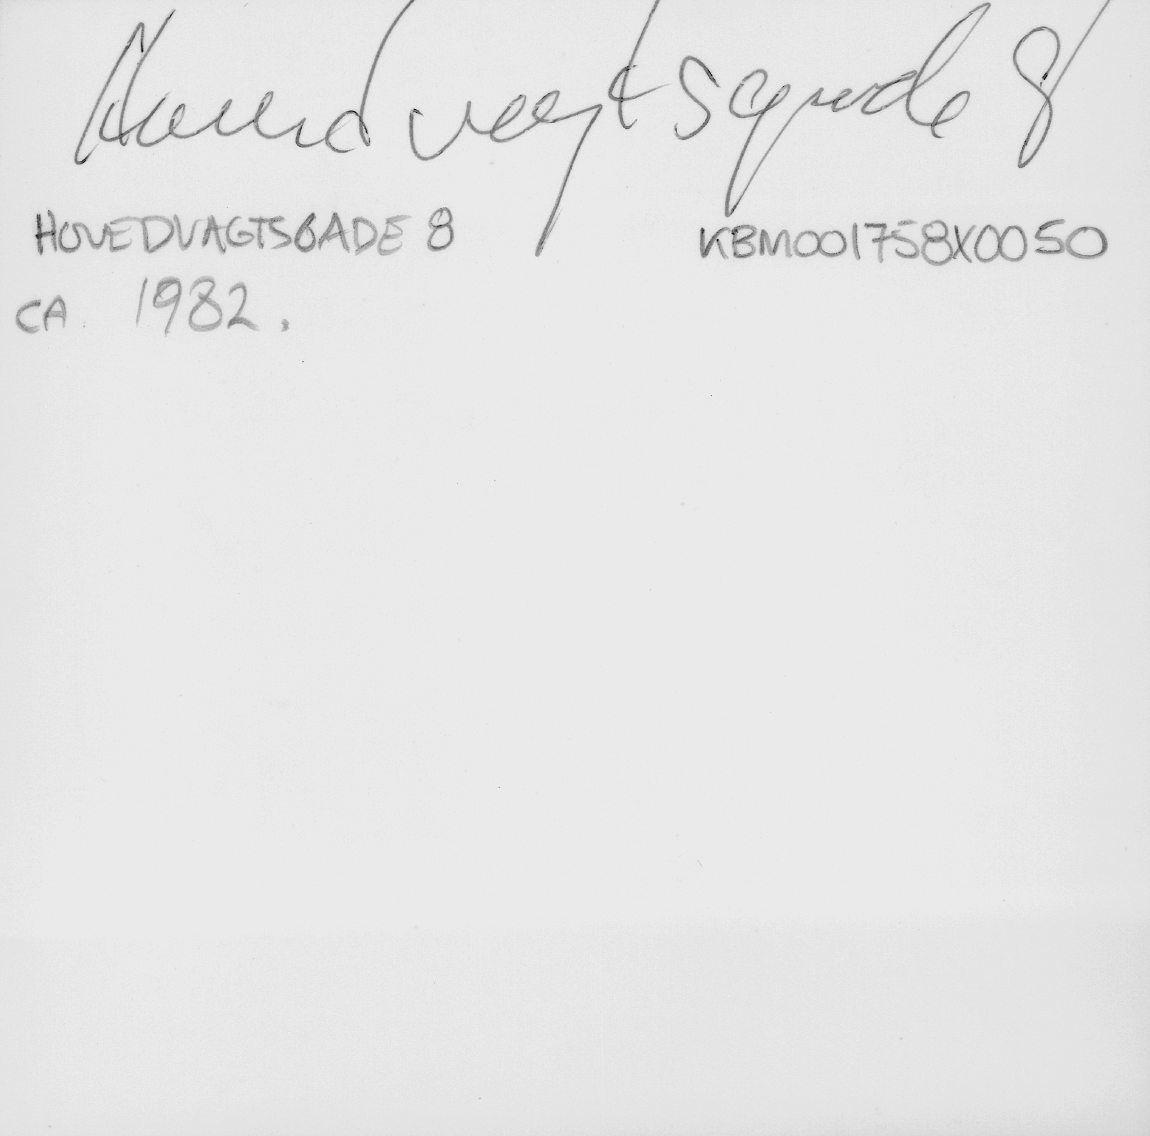 Hovedvagtsgade 8
HOVEDVAGTSGADE 8 KBM001758X0050
CA. 1982.